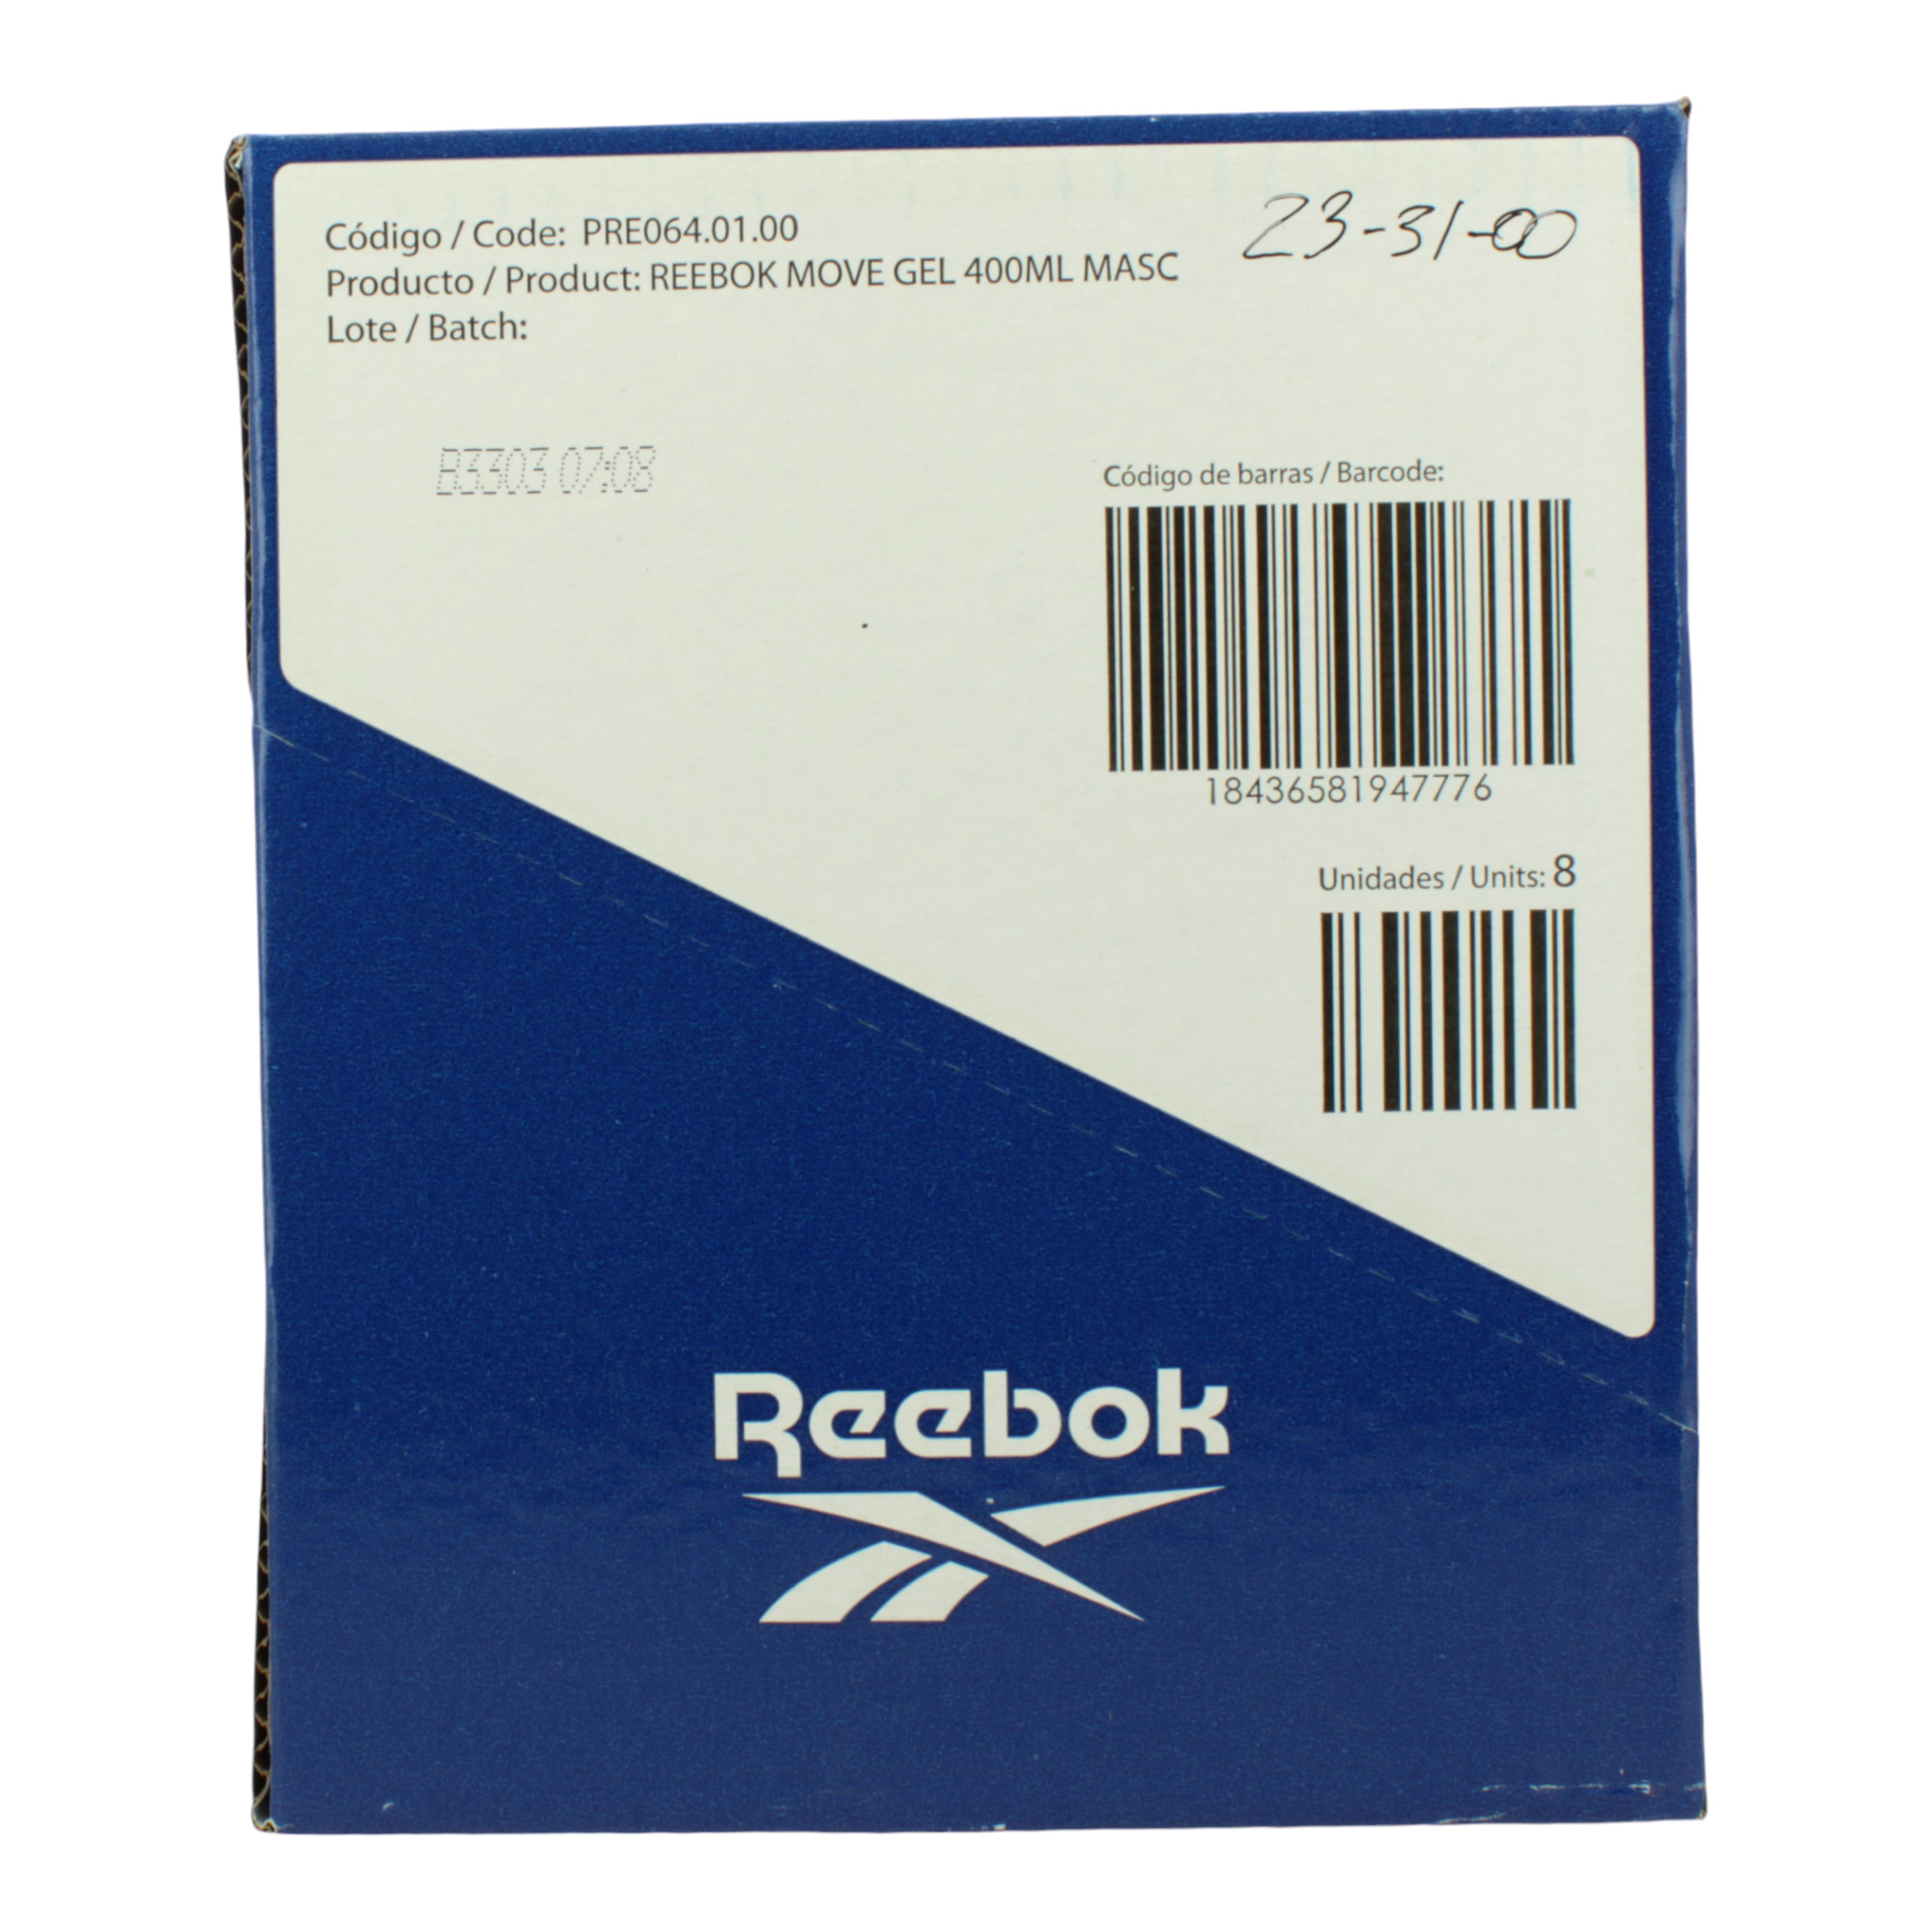 Código / Code: PRE064.01.00
23-31-00
Producto / Product: REEBOK MOVE GEL 400ML MASC
Lote / Batch:
B3303 07:08
Código de barras / Barcode:
18436581947776
Unidades / Units: 8
Reebok